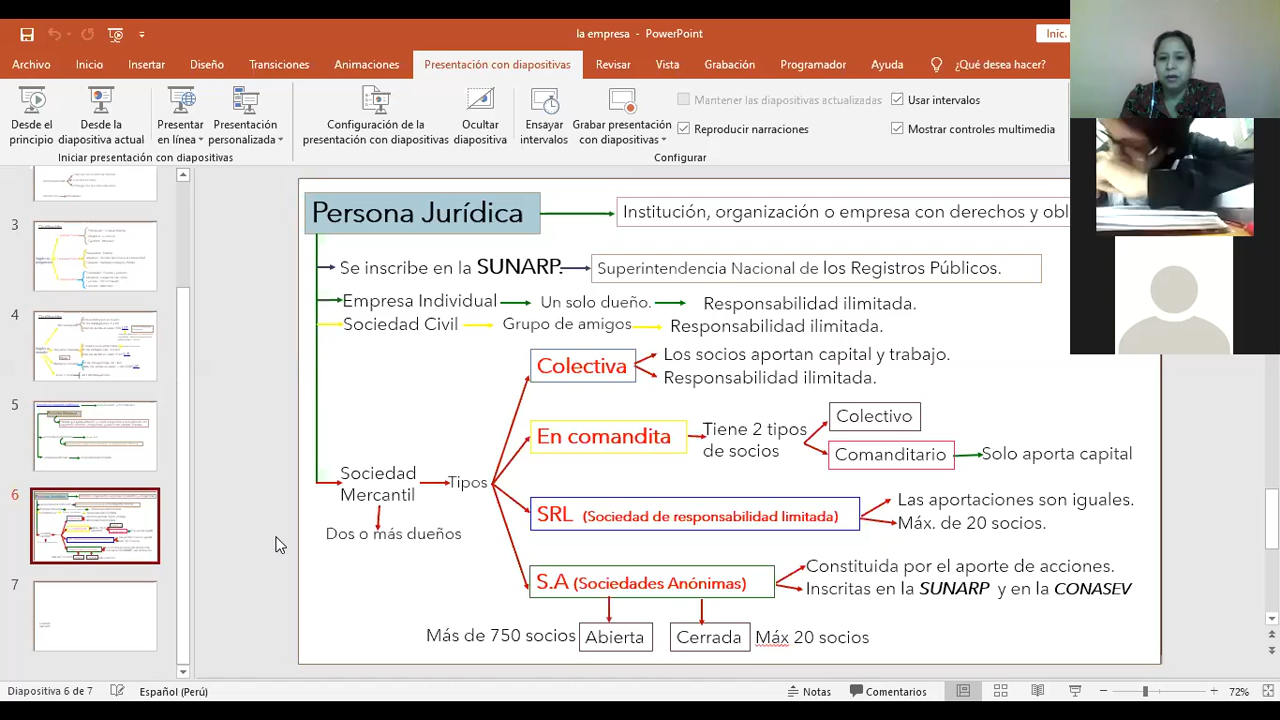 la empresa - PowerPoint
Inic.
Archivo Inicio Insertar Diseño Transiciones Animaciones Presentación con diapositivas Revisar Vista Grabación Programador Ayuda ¿Qué desea hacer?
Desde el principio
Desde la diapositiva actual
Presentar en línea
Presentación personalizada
Iniciar presentación con diapositivas
Configuración de la presentación con diapositivas
Ocultar diapositiva
Ensayar intervalos
Grabar presentación con diapositivas
Mantener las diapositivas actualizadas
Reproducir narraciones
Usar intervalos
Mostrar controles multimedia
Configurar
3
4
5
6
7
Persona Jurídica
Institución, organización o empresa con derechos y obl
Se inscribe en la SUNARP.
Superintendencia Nacional de los Registros Públicos.
Empresa Individual Un solo dueño. Responsabilidad ilimitada.
Sociedad Civil Grupo de amigos Responsabilidad ilimitada.
Colectiva
Los socios aportan capital y trabajo.
Responsabilidad ilimitada.
En comandita
Tiene 2 tipos
de socios
Colectivo
Comanditario
Solo aporta capital
Sociedad
Mercantil
Tipos
Dos o más dueños
SRL (Sociedad de responsabilidad limitada)
Las aportaciones son iguales.
Máx. de 20 socios.
S.A (Sociedades Anónimas)
Constituida por el aporte de acciones.
Inscritas en la SUNARP y en la CONASEV
Más de 750 socios Abierta Cerrada Máx 20 socios
Diapositiva 6 de 7 Español (Perú) Notas Comentarios 72%